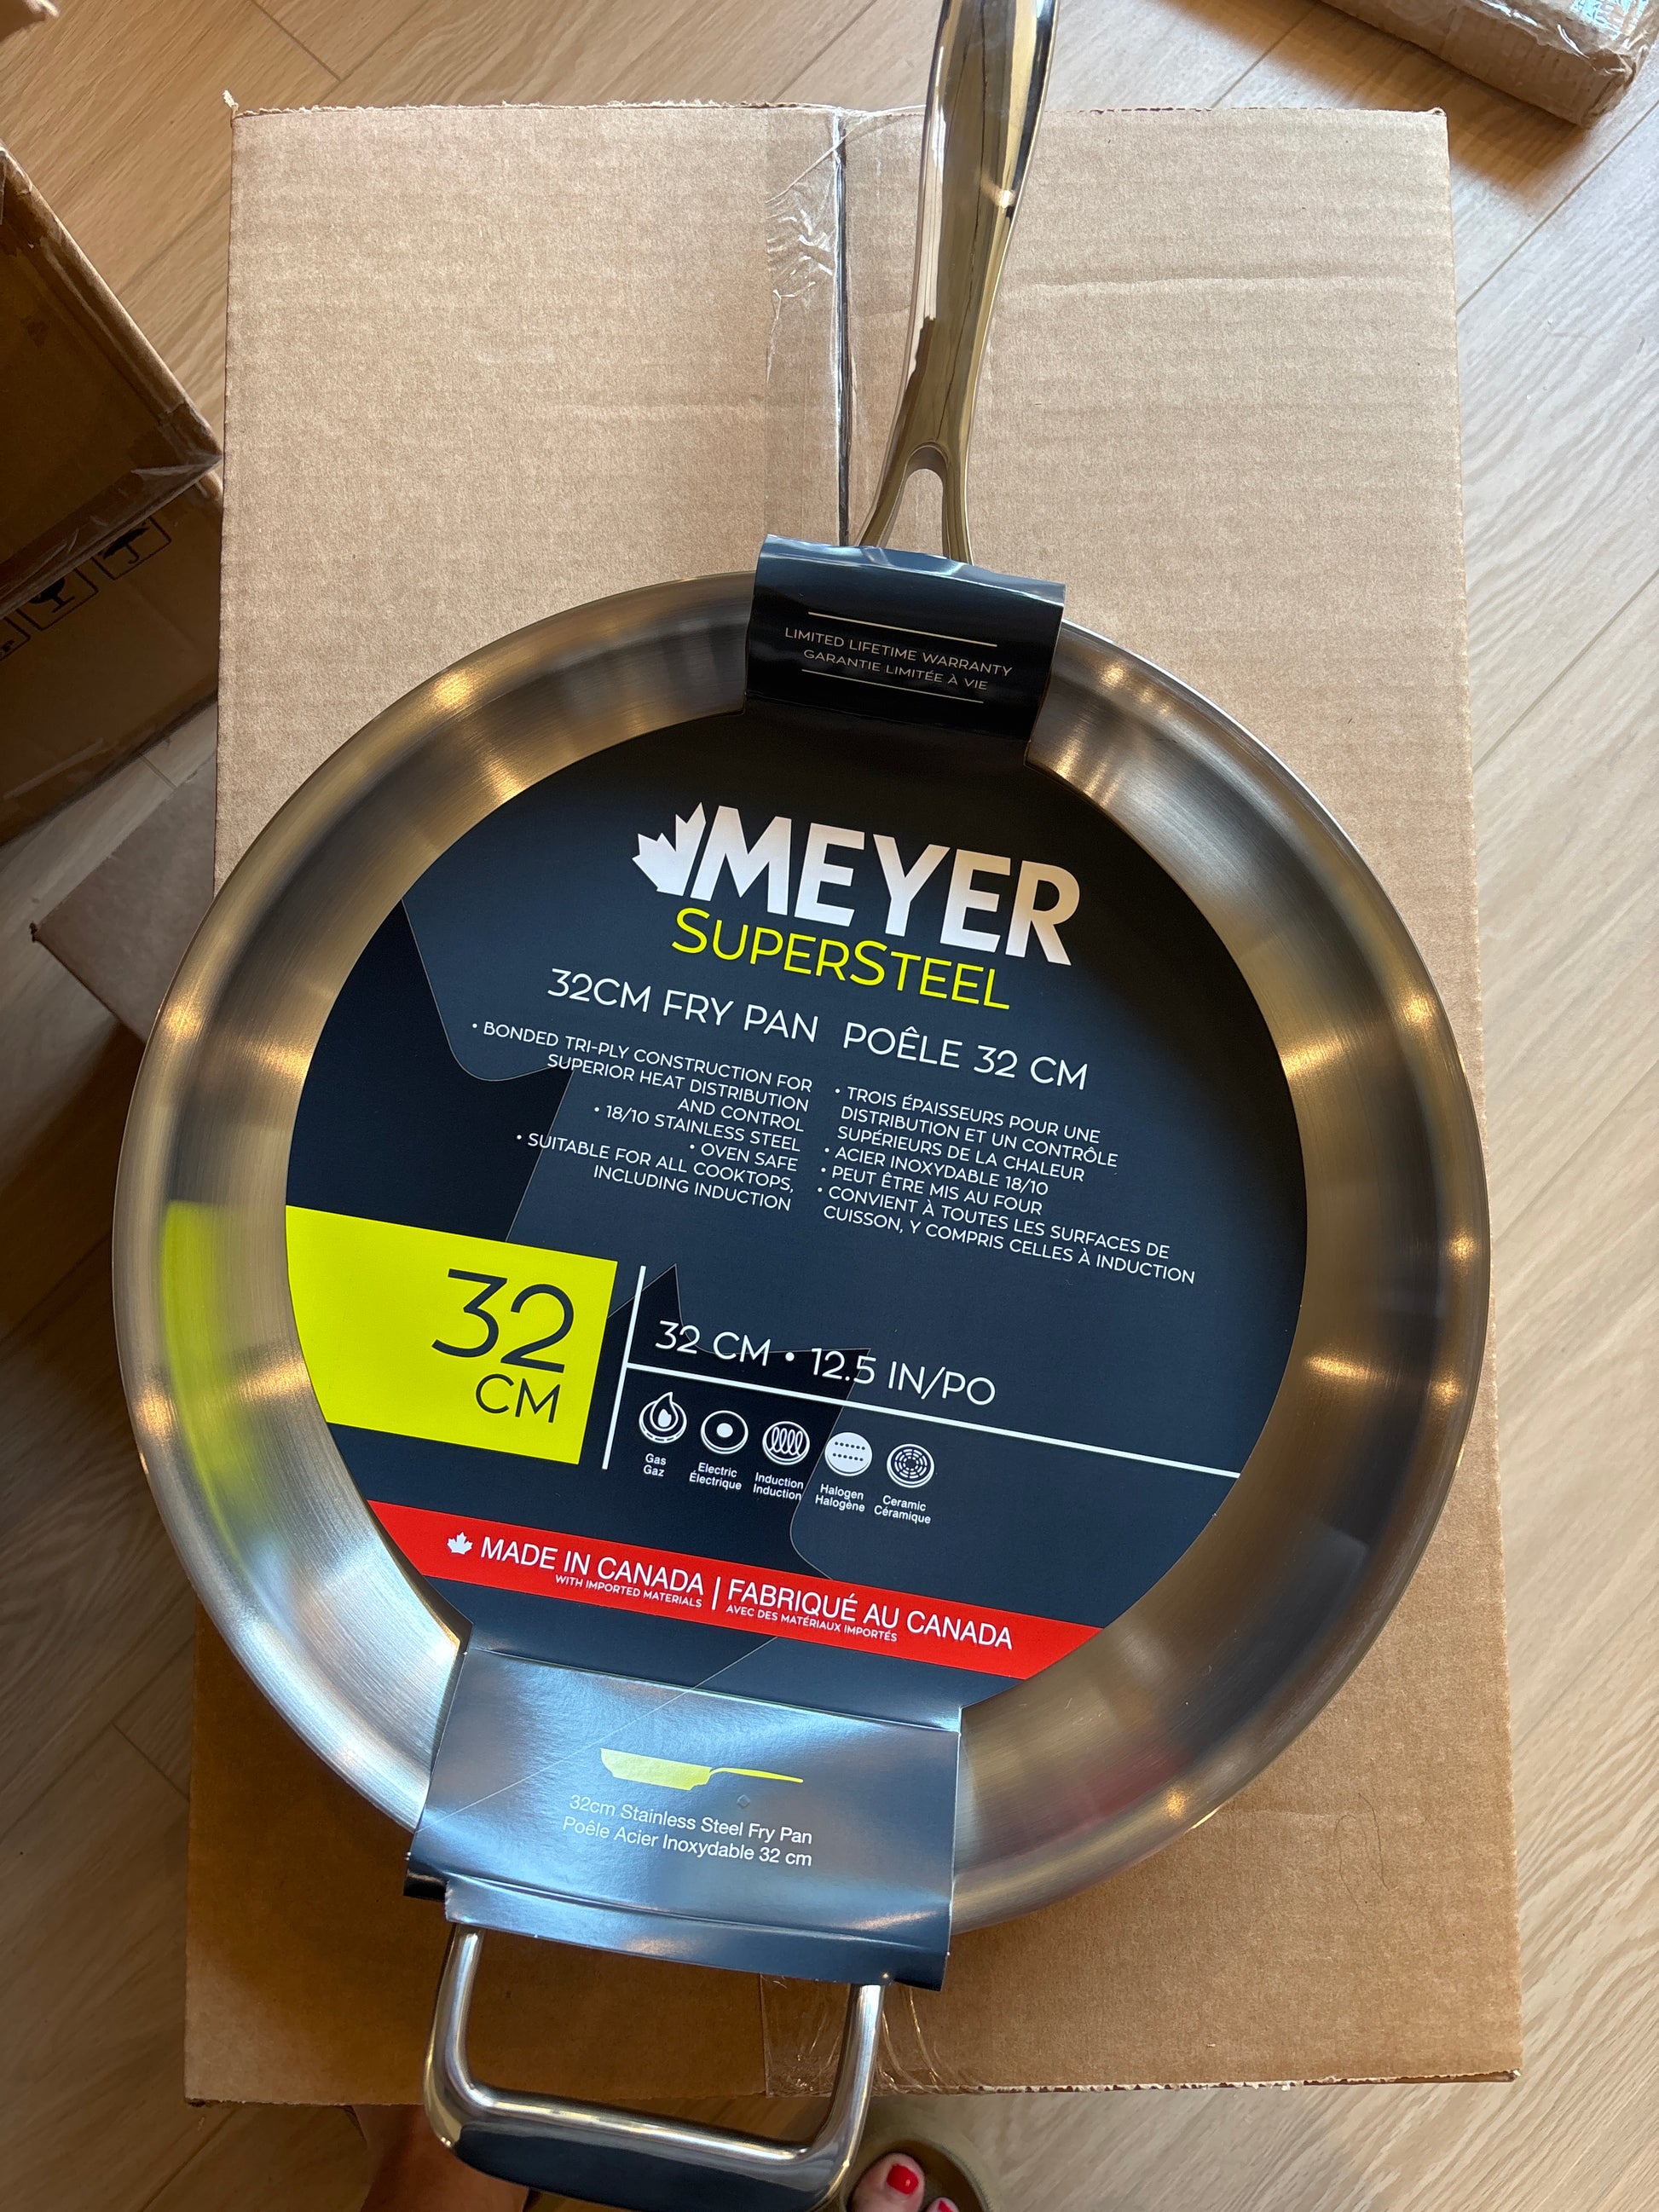 LIMITED LIFETIME WARRANTY
GARANTIE LIMITÉE À VIE
MEYER
SUPERSTEEL
32CM FRY PAN POÊLE 32 CM
• BONDED TRI-PLY CONSTRUCTION FOR
SUPERIOR HEAT DISTRIBUTION
AND CONTROL
• 18/10 STAINLESS STEEL
• OVEN SAFE
• SUITABLE FOR ALL COOKTOPS,
INCLUDING INDUCTION
• TROIS ÉPAISSEURS POUR UNE
DISTRIBUTION ET UN CONTRÔLE
SUPÉRIEURS DE LA CHALEUR
• ACIER INOXYDABLE 18/10
• PEUT ÊTRE MIS AU FOUR
• CONVIENT À TOUTES LES SURFACES DE
CUISSON, Y COMPRIS CELLES À INDUCTION
32
CM
32 CM • 12.5 IN/PO
Gas
Gaz
Electric
Électrique
Induction
Induction
Halogen
Halogène
Ceramic
Céramique
MADE IN CANADA
WITH IMPORTED MATERIALS
FABRIQUÉ AU CANADA
AVEC DES MATÉRIAUX IMPORTÉS
32cm Stainless Steel Fry Pan
Poêle Acier Inoxydable 32 cm